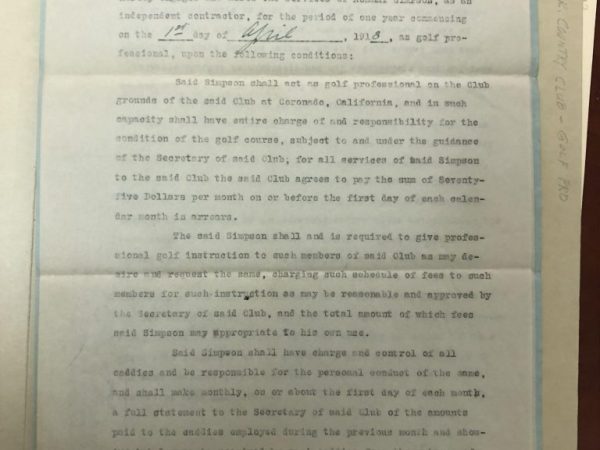 independent contractor, for the period of one year commencing
on the 1st day of April, 1913, as golf pro-
fessional, upon the following conditions:
Said Simpson shall act as golf professional on the Club
grounds of the said Club at Coronado, California, and in such
capacity shall have entire charge of and responsibility for the
condition of the golf course, subject to and under the guidance
of the Secretary of said Club; for all services of said Simpson
to the said Club the said Club agrees to pay the sum of Seventy-
five Dollars per month on or before the first day of each calen-
dar month in arrears.
The said Simpson shall and is required to give profes-
sional golf instruction to such members of said Club as may de-
sire and request the same, charging such schedule of fees to such
members for such instruction as may be reasonable and approved by
the Secretary of said Club, and the total amount of which fees
said Simpson may appropriate to his own use.
Said Simpson shall have charge and control of all
caddies and be responsible for the personal conduct of the same,
and shall make monthly, on or about the first day of each month,
a full statement to the Secretary of said Club of the amounts
paid to the caddies employed during the previous month and show-
COUNTRY CLUB - GOLF PRO